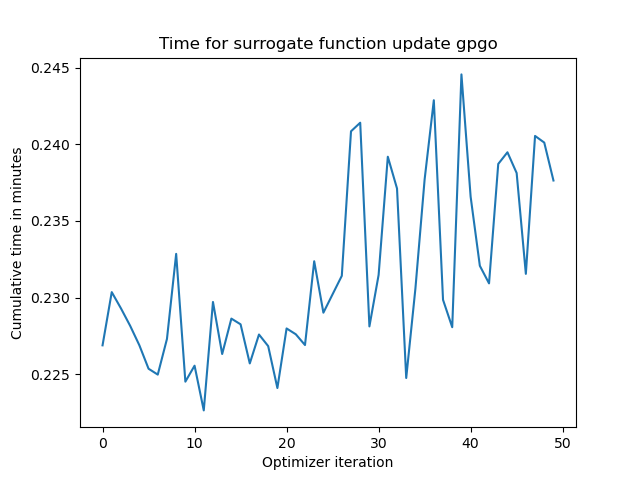 Time for surrogate function update gpgo
Cumulative time in minutes
0.245
0.240
0.235
0.230
0.225
0 10 20 30 40 50
Optimizer iteration